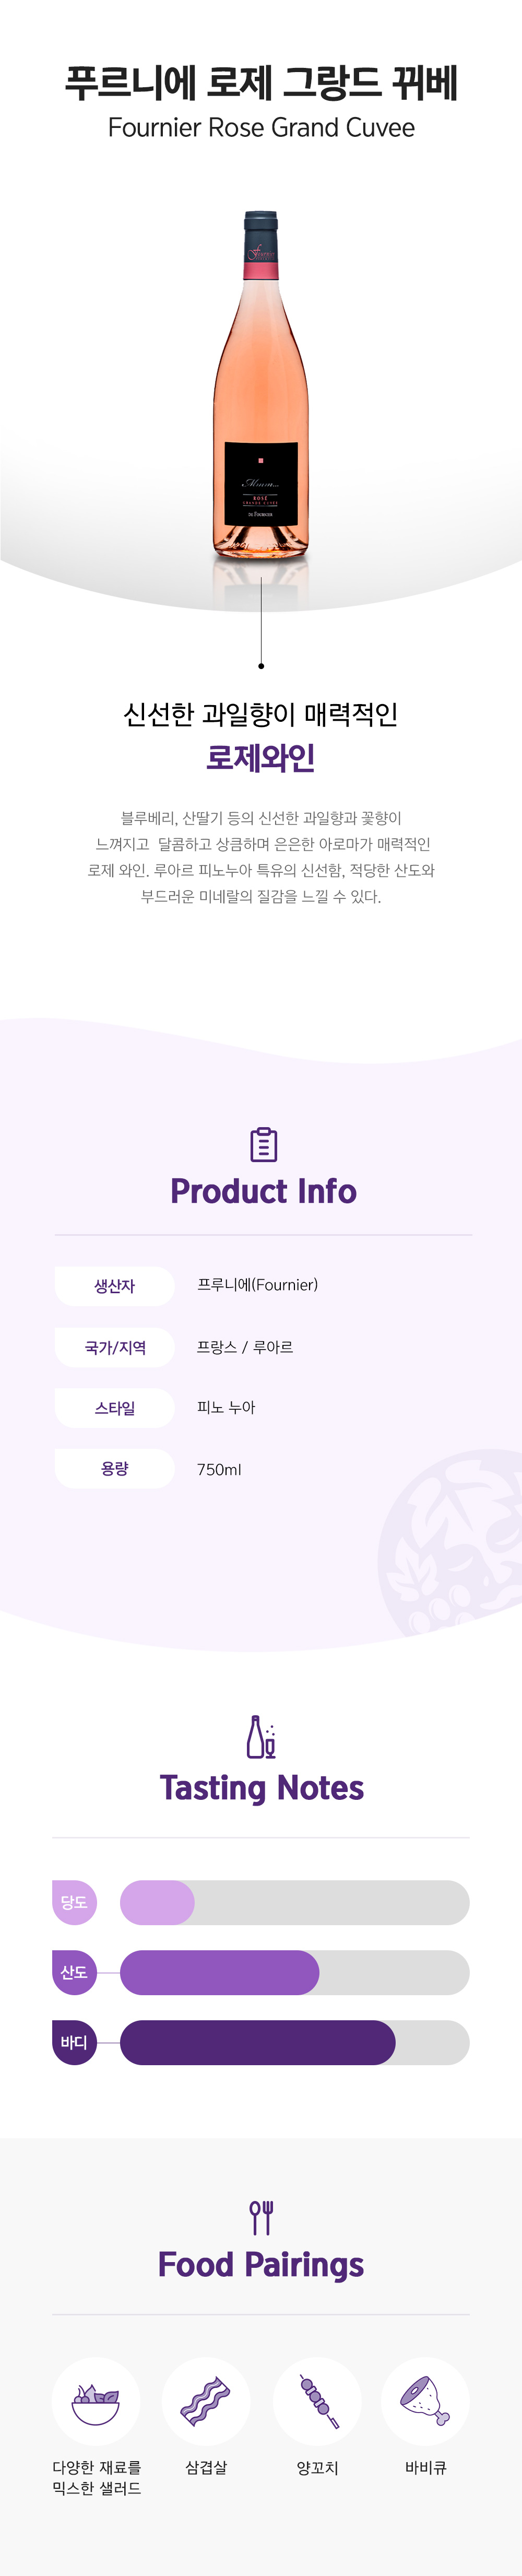 푸르니에 로제 그랑드 뀌베
Fournier Rose Grand Cuvee
Fournier
ROSÉ
GRANDE CUVÉE
DE FOURNIER
신선한 과일향이 매력적인
로제와인
블루베리, 산딸기 등의 신선한 과일향과 꽃향이
느껴지고 달콤하고 상큼하며 은은한 아로마가 매력적인
로제 와인. 루아르 피노누아 특유의 신선함, 적당한 산도와
부드러운 미네랄의 질감을 느낄 수 있다.
Product Info
생산자
프루니에(Fournier)
국가/지역
프랑스 / 루아르
스타일
피노 누아
용량
750ml
Tasting Notes
당도
산도
바디
Food Pairings
다양한 재료를
믹스한 샐러드
삼겹살
양꼬치
바비큐